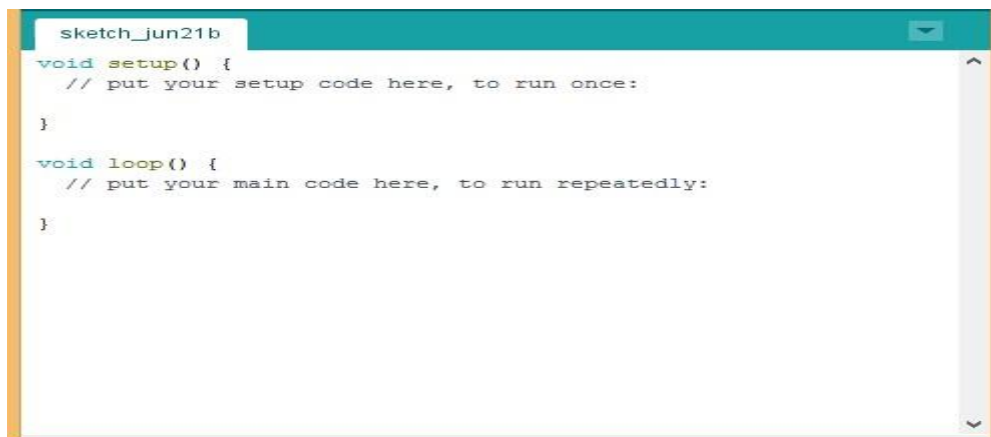 sketch_jun21b
void setup() {
  // put your setup code here, to run once:
}
void loop() {
  // put your main code here, to run repeatedly:
}